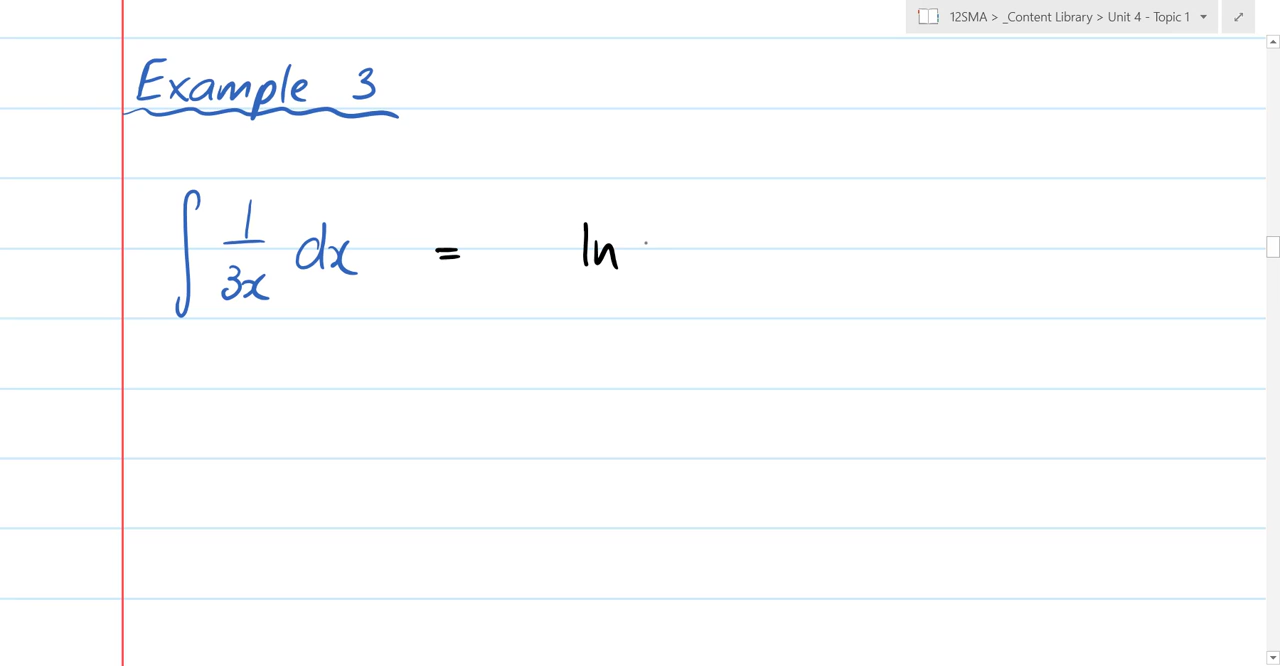 12SMA > _Content Library > Unit 4 - Topic 1
Example 3
∫ 1/3x dx = ln